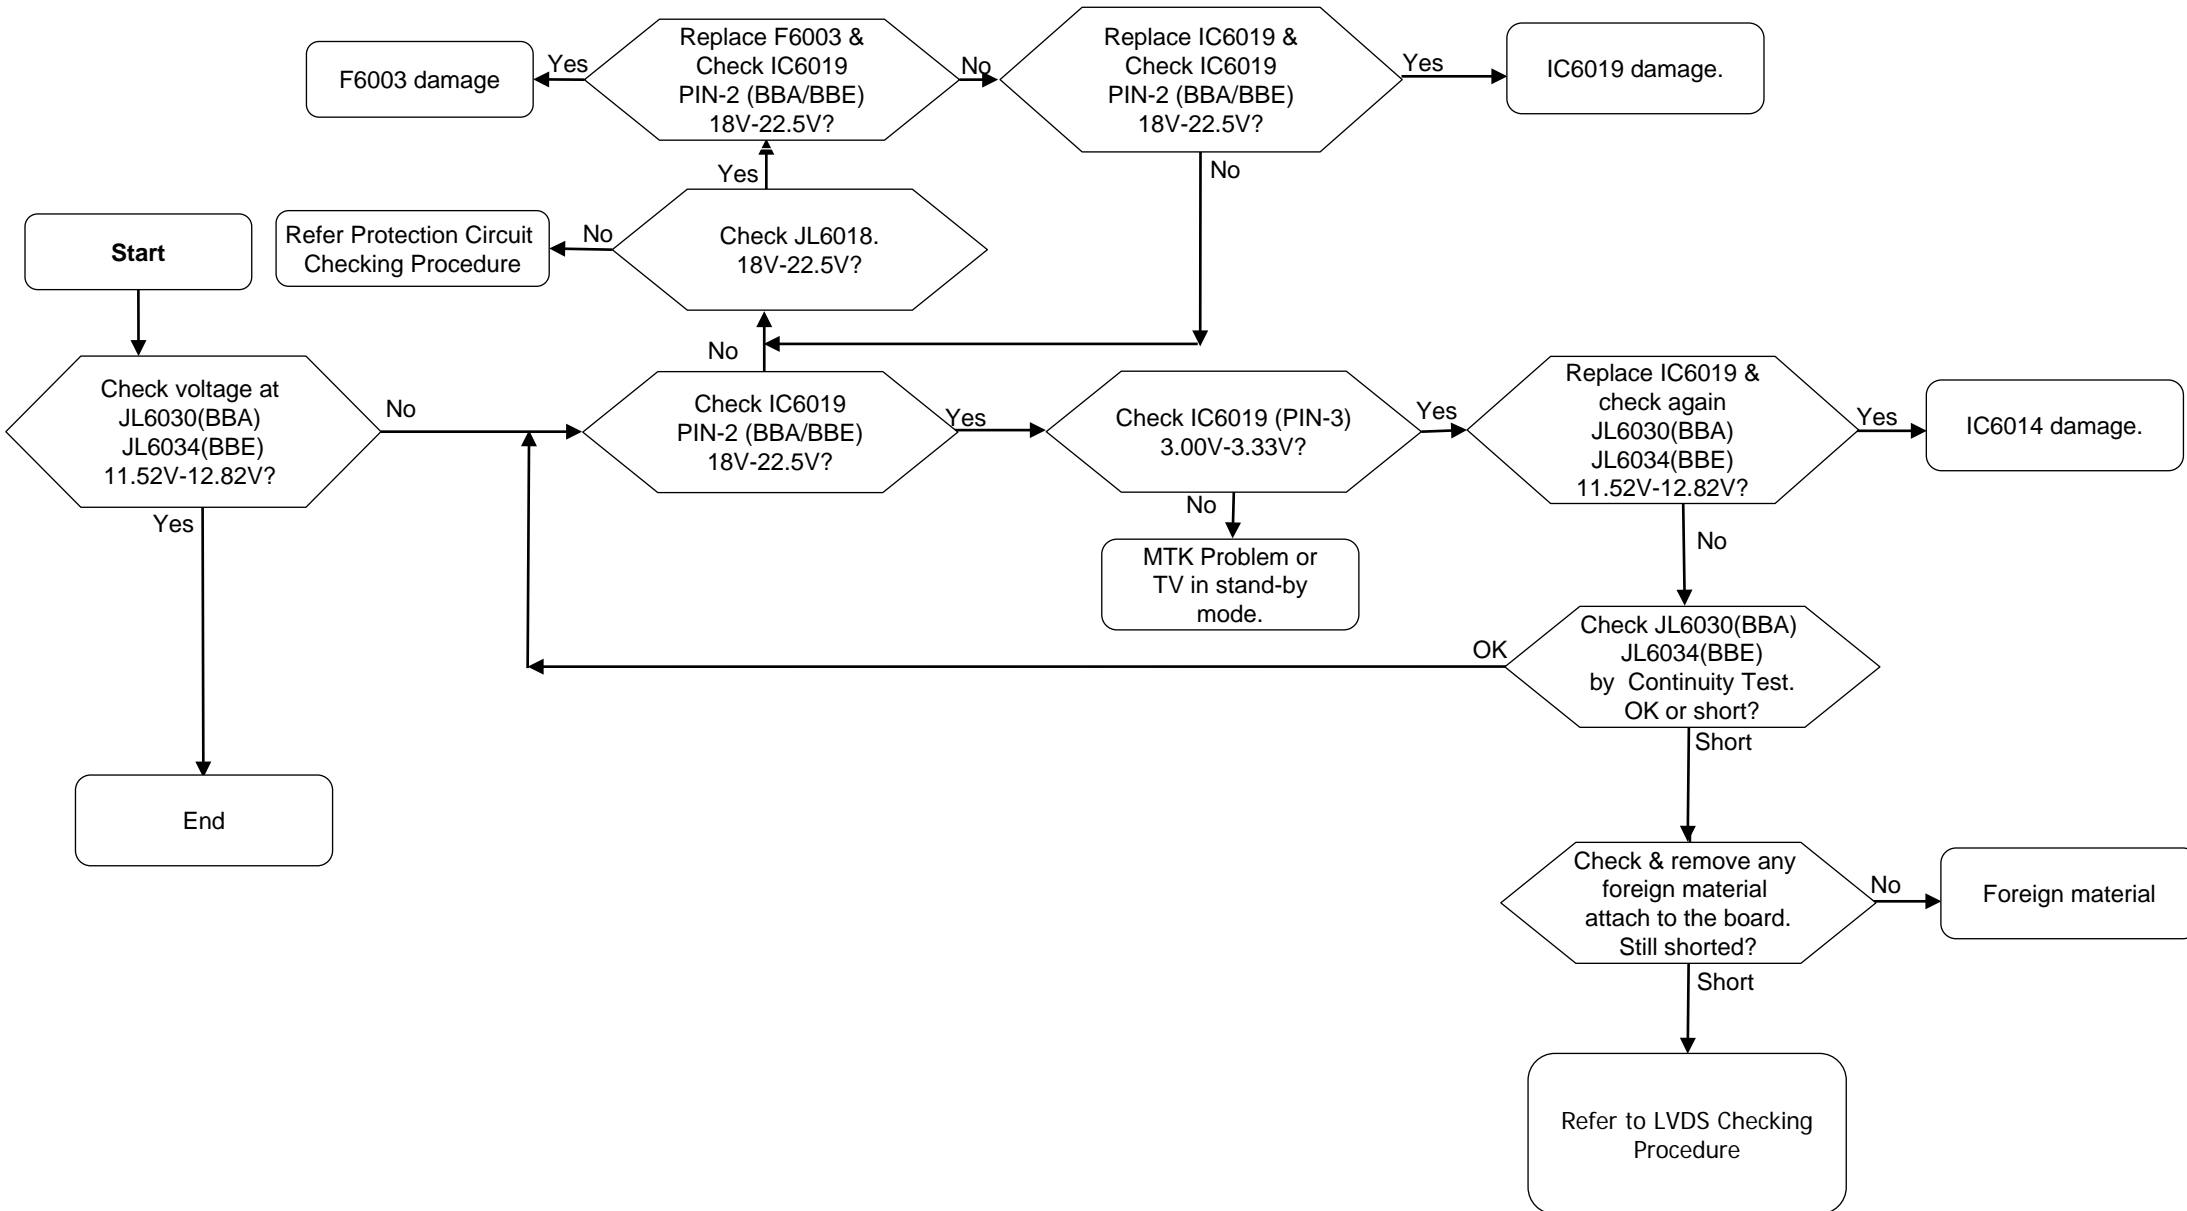 Replace F6003 &
Check IC6019
PIN-2 (BBA/BBE)
18V-22.5V?
Yes
F6003 damage
No
Replace IC6019 &
Check IC6019
PIN-2 (BBA/BBE)
18V-22.5V?
Yes
IC6019 damage.
No
Yes
Check JL6018.
18V-22.5V?
No
Refer Protection Circuit
Checking Procedure
Start
Check voltage at
JL6030(BBA)
JL6034(BBE)
11.52V-12.82V?
No
Yes
End
Check IC6019
PIN-2 (BBA/BBE)
18V-22.5V?
No
Yes
Check IC6019 (PIN-3)
3.00V-3.33V?
Yes
No
MTK Problem or
TV in stand-by
mode.
Replace IC6019 &
check again
JL6030(BBA)
JL6034(BBE)
11.52V-12.82V?
Yes
IC6014 damage.
No
Check JL6030(BBA)
JL6034(BBE)
by Continuity Test.
OK or short?
OK
Short
Check & remove any
foreign material
attach to the board.
Still shorted?
No
Foreign material
Short
Refer to LVDS Checking
Procedure